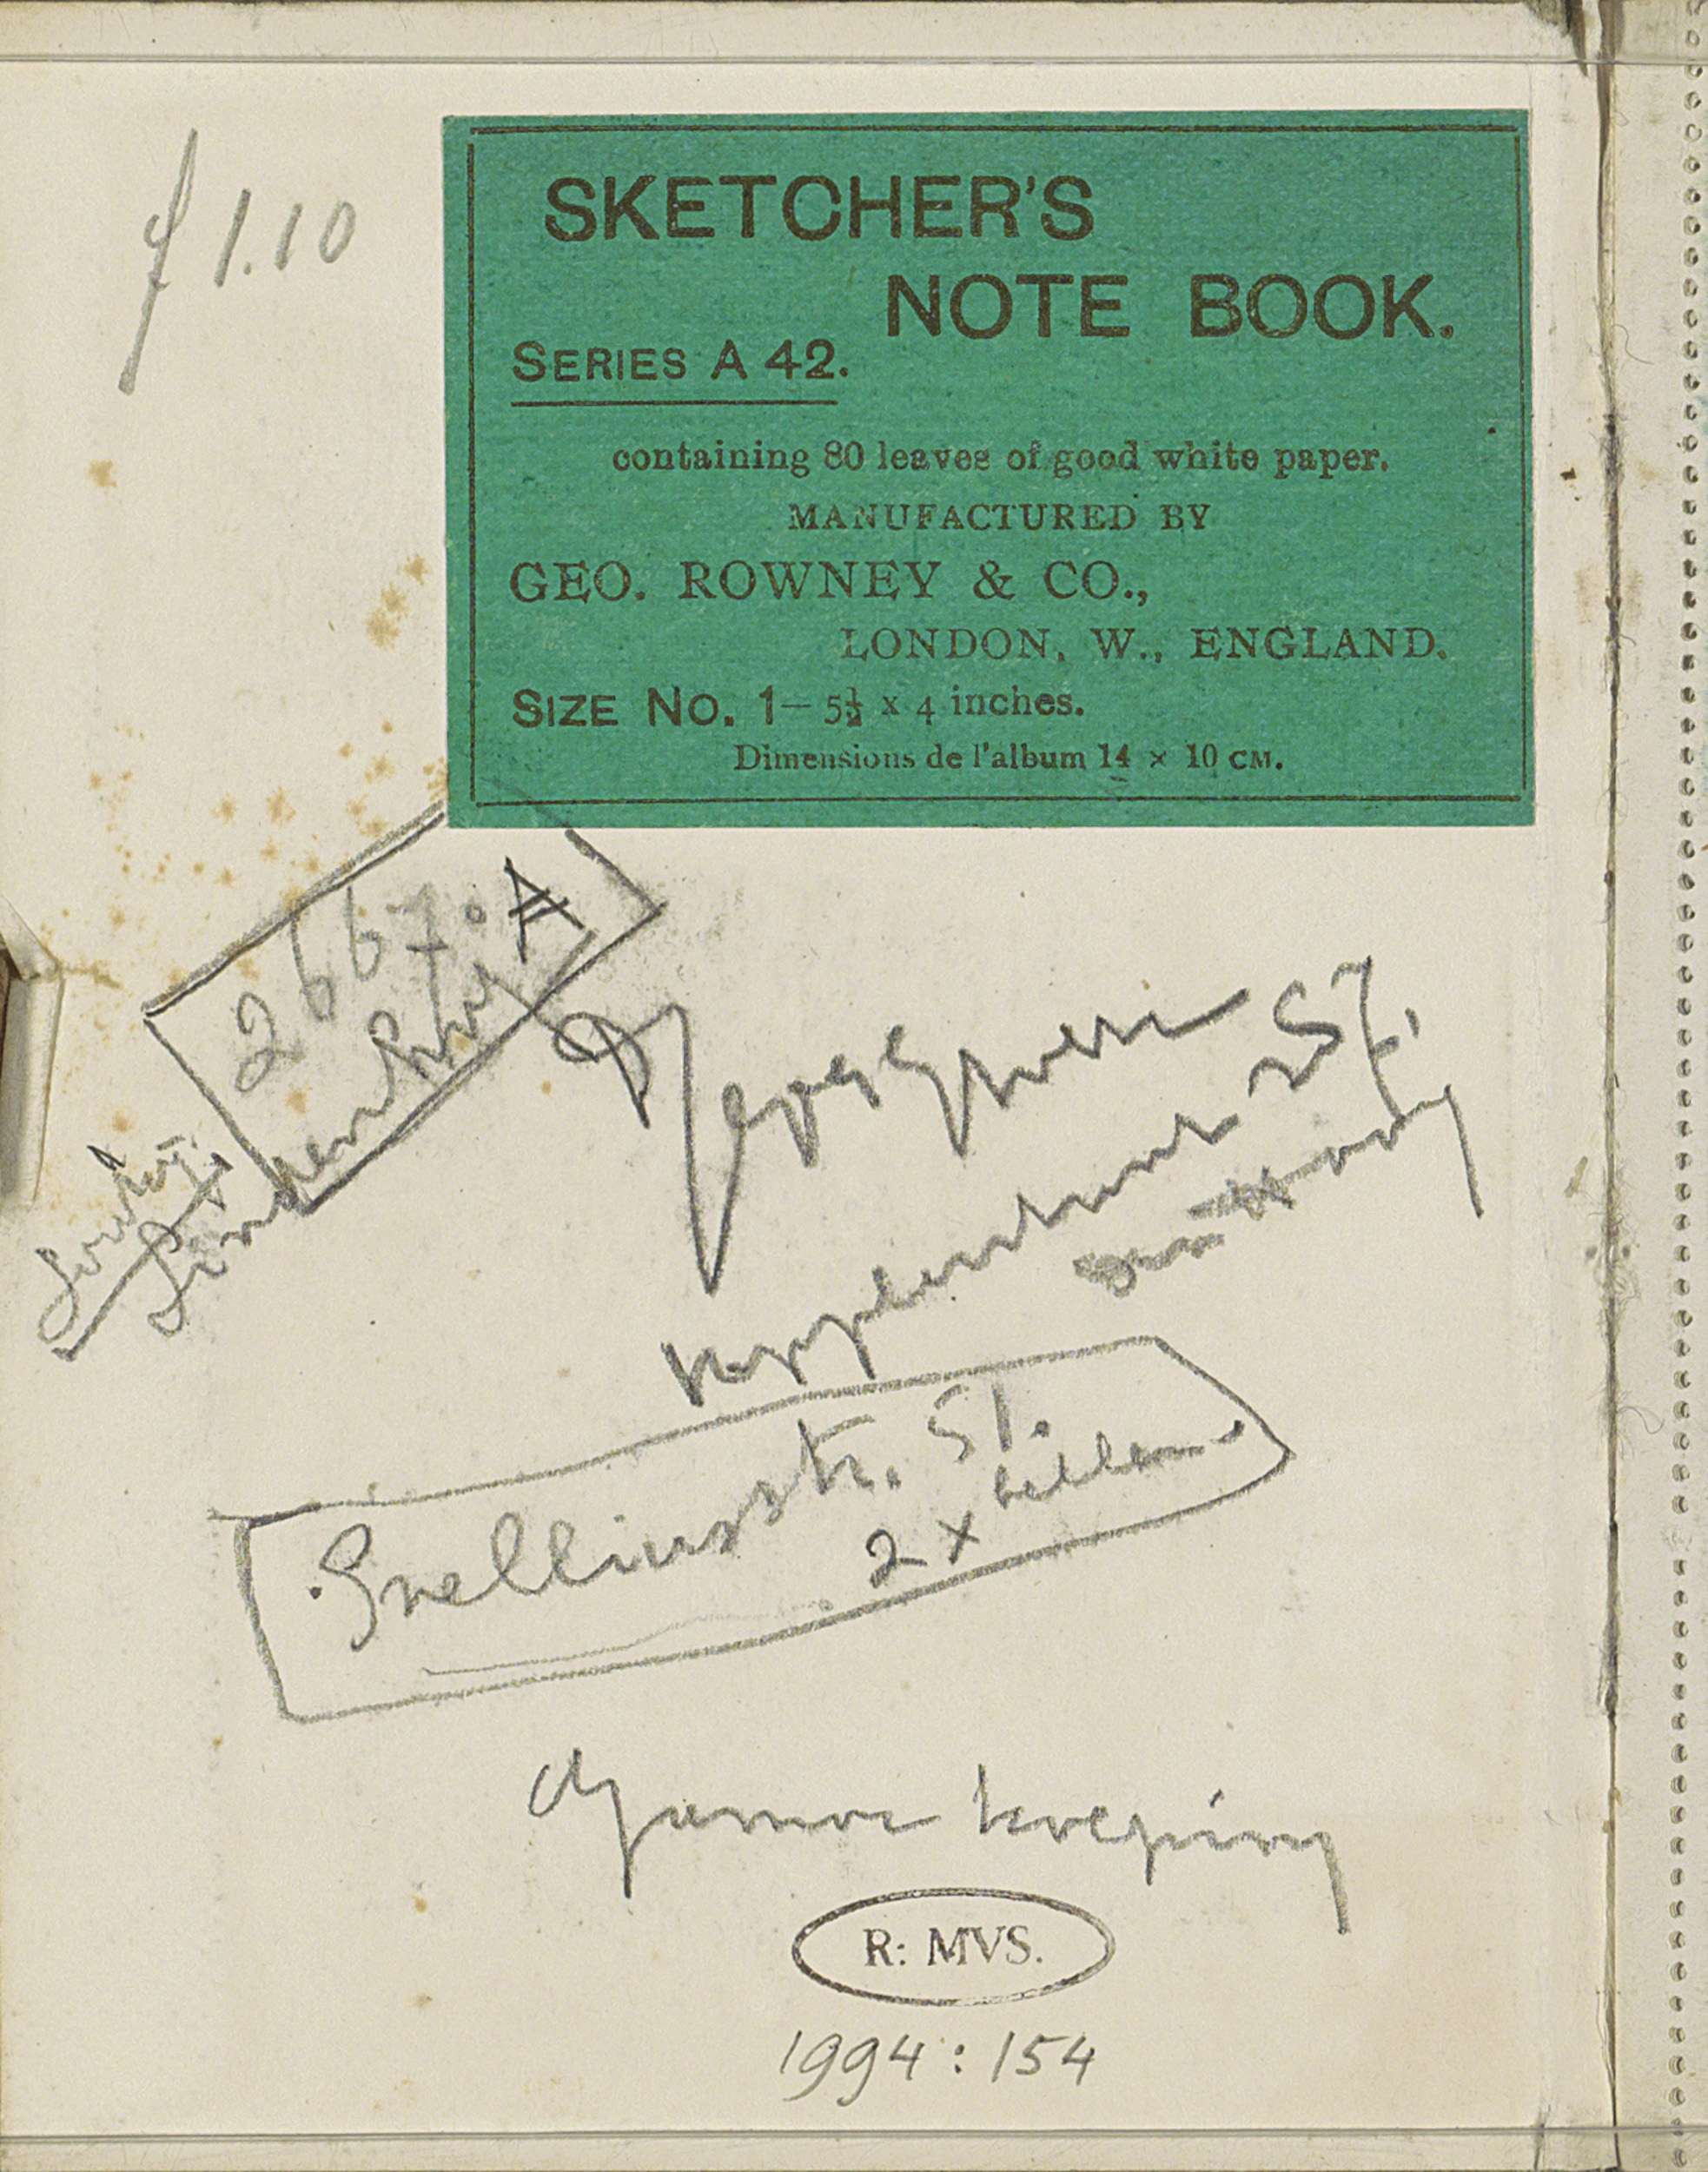 ƒ 1.10
SKETCHER'S
NOTE BOOK.
SERIES A 42.
containing 80 leaves of good white paper.
MANUFACTURED BY
GEO. ROWNEY & CO.,
LONDON, W., ENGLAND.
SIZE NO. 1— 5½ x 4 inches.
Dimensions de l'album 14 x 10 CM.
2667. A
57.
Snelliusstr. 51.
2 x bellen
R: MVS.
1994: 154